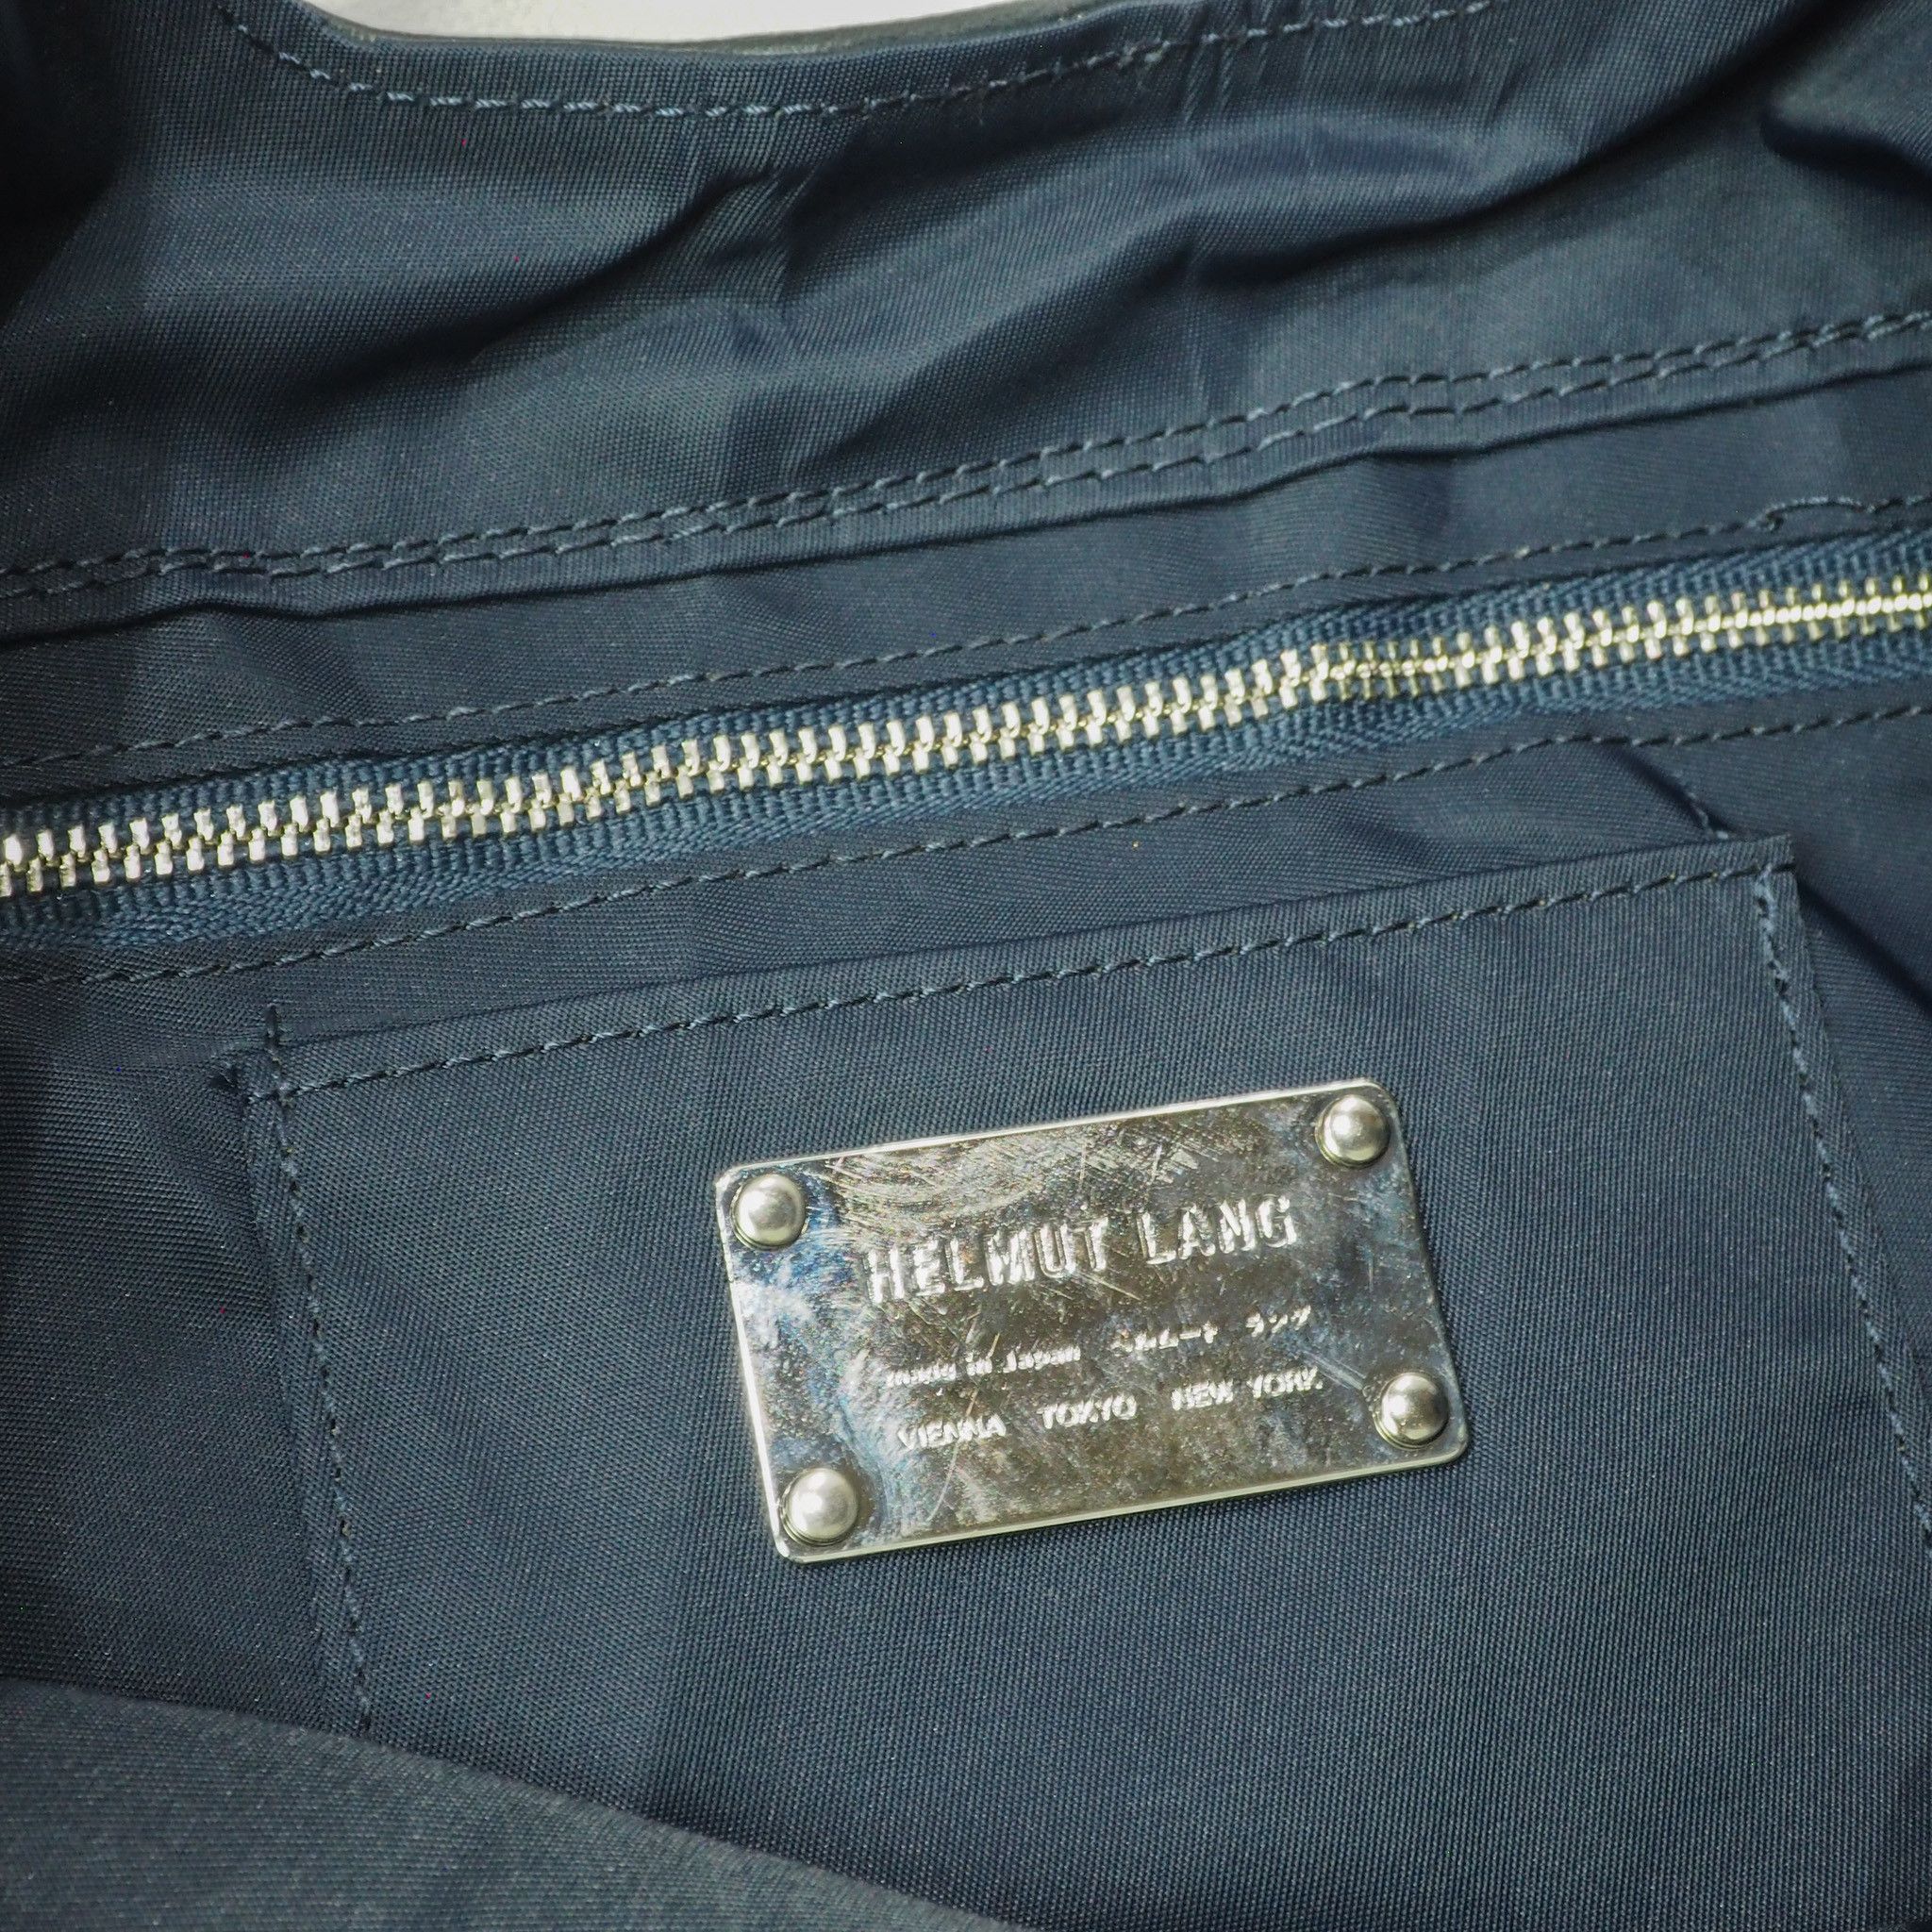 HELMUT LANG
made in Japan ヘルムート ラング
VIENNA TOKYO NEW YORK